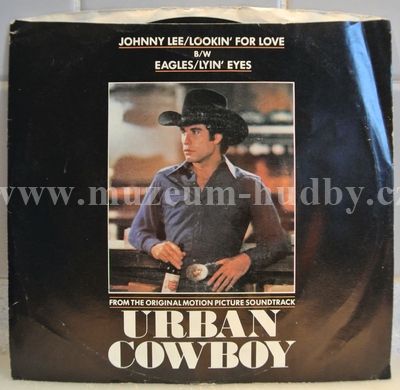 JOHNNY LEE/LOOKIN' FOR LOVE
B/W
EAGLES/LYIN' EYES
www.muzeum-hudby.cz
FROM THE ORIGINAL MOTION PICTURE SOUNDTRACK
URBAN
COWBOY